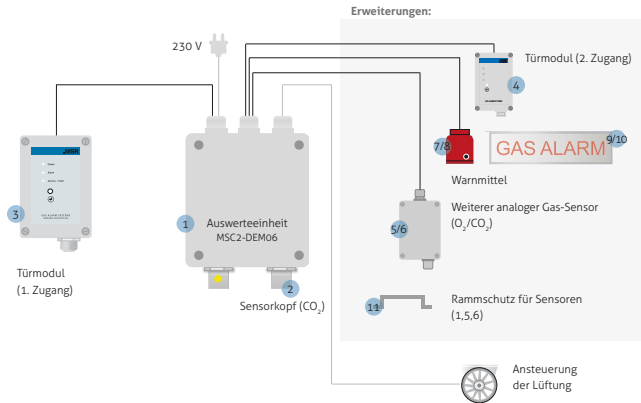 Erweiterungen:
230 V
Türmodul (2. Zugang)
4
7/8
GAS ALARM
9/10
Warnmittel
MSR
3
1
Auswerteeinheit
MSC2-DEM06
5/6
Weiterer analoger Gas-Sensor
(O₂/CO₂)
Türmodul
(1. Zugang)
2
Sensorkopf (CO₂)
11
Rammschutz für Sensoren
(1,5,6)
Ansteuerung
der Lüftung